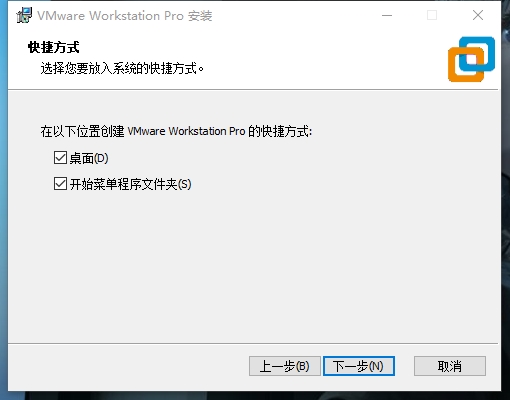 VMware Workstation Pro 安装
快捷方式
选择您要放入系统的快捷方式。
在以下位置创建 VMware Workstation Pro 的快捷方式:
桌面(D)
开始菜单程序文件夹(S)
上一步(B) 下一步(N) 取消